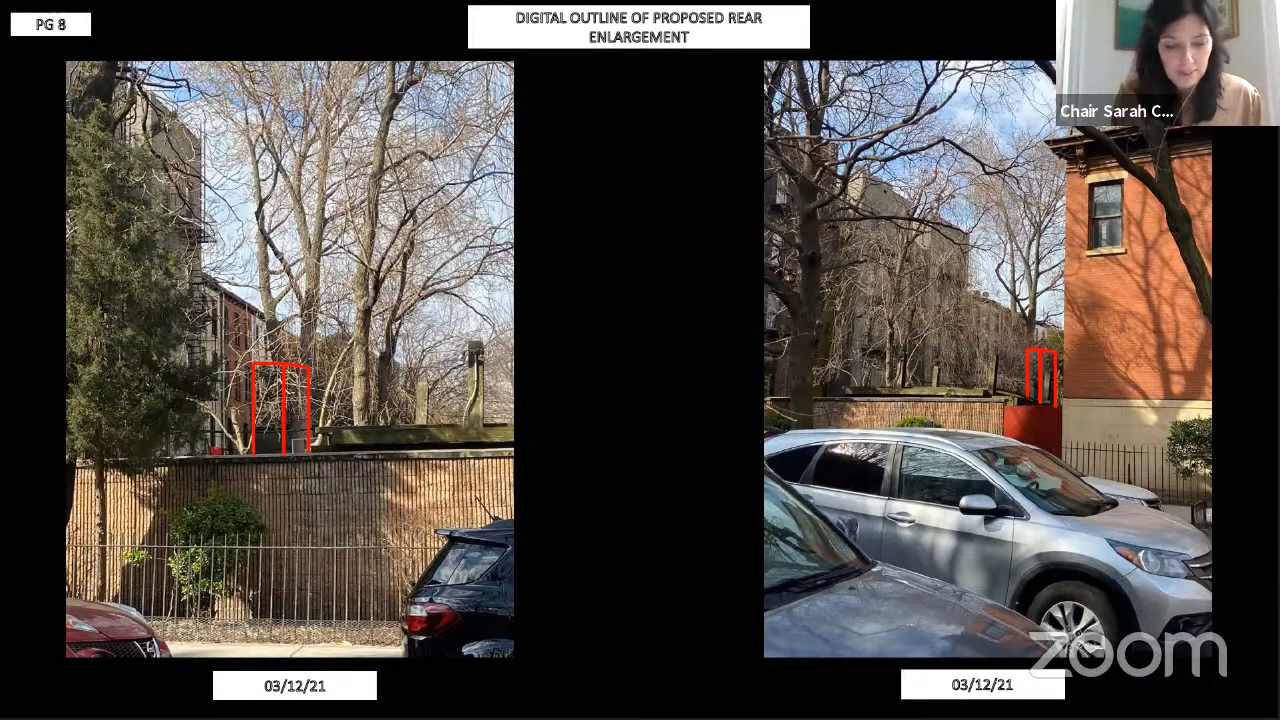 PG 8
DIGITAL OUTLINE OF PROPOSED REAR
ENLARGEMENT
Chair Sarah C...
03/12/21
03/12/21
zoom